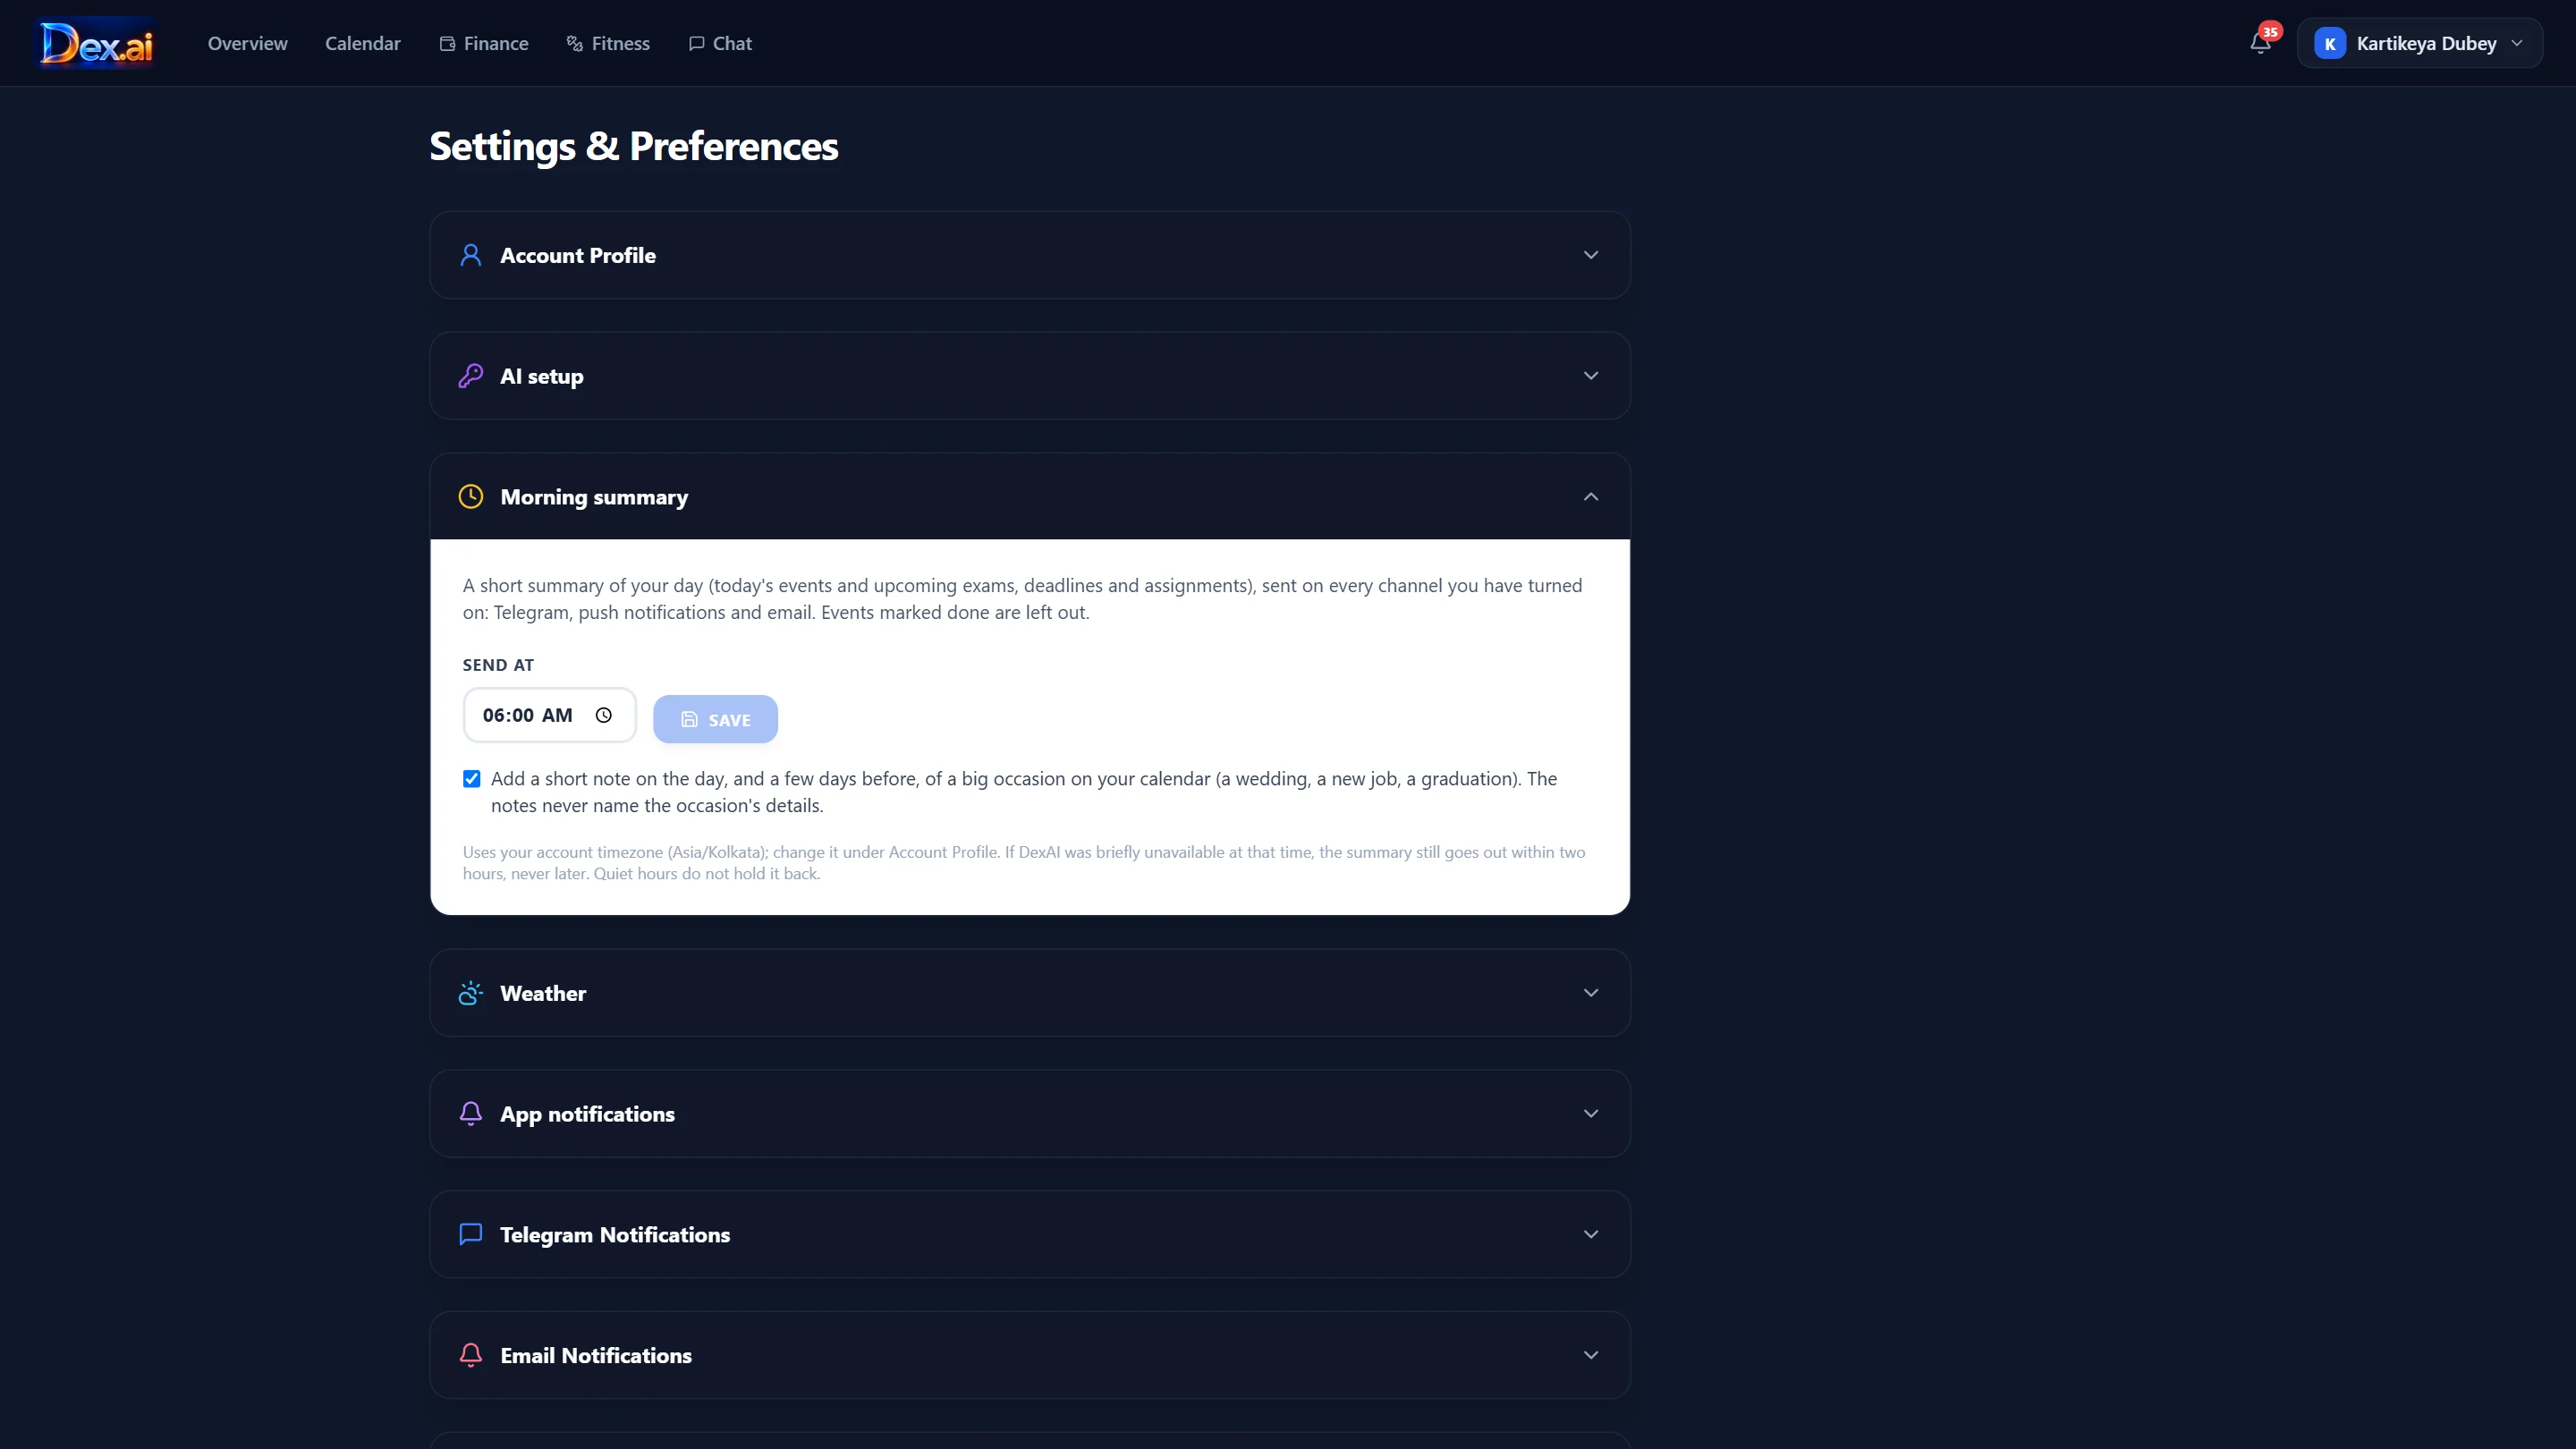 Dex.ai
Overview
Calendar
Finance
Fitness
Chat
35
K
Kartikeya Dubey
Settings & Preferences
Account Profile
AI setup
Morning summary
A short summary of your day (today's events and upcoming exams, deadlines and assignments), sent on every channel you have turned
on: Telegram, push notifications and email. Events marked done are left out.
SEND AT
06:00 AM
SAVE
Add a short note on the day, and a few days before, of a big occasion on your calendar (a wedding, a new job, a graduation). The
notes never name the occasion's details.
Uses your account timezone (Asia/Kolkata); change it under Account Profile. If DexAI was briefly unavailable at that time, the summary still goes out within two
hours, never later. Quiet hours do not hold it back.
Weather
App notifications
Telegram Notifications
Email Notifications